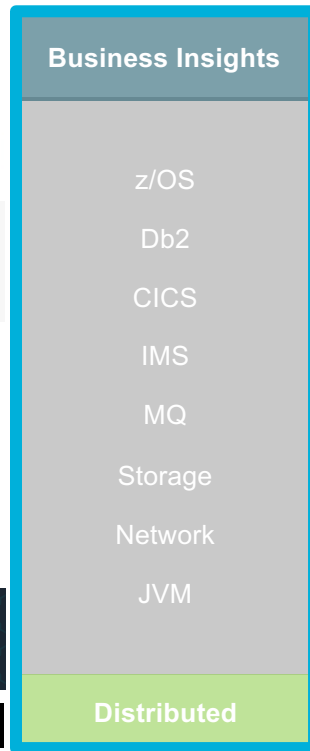 Business Insights
z/OS
Db2
CICS
IMS
MQ
Storage
Network
JVM
Distributed